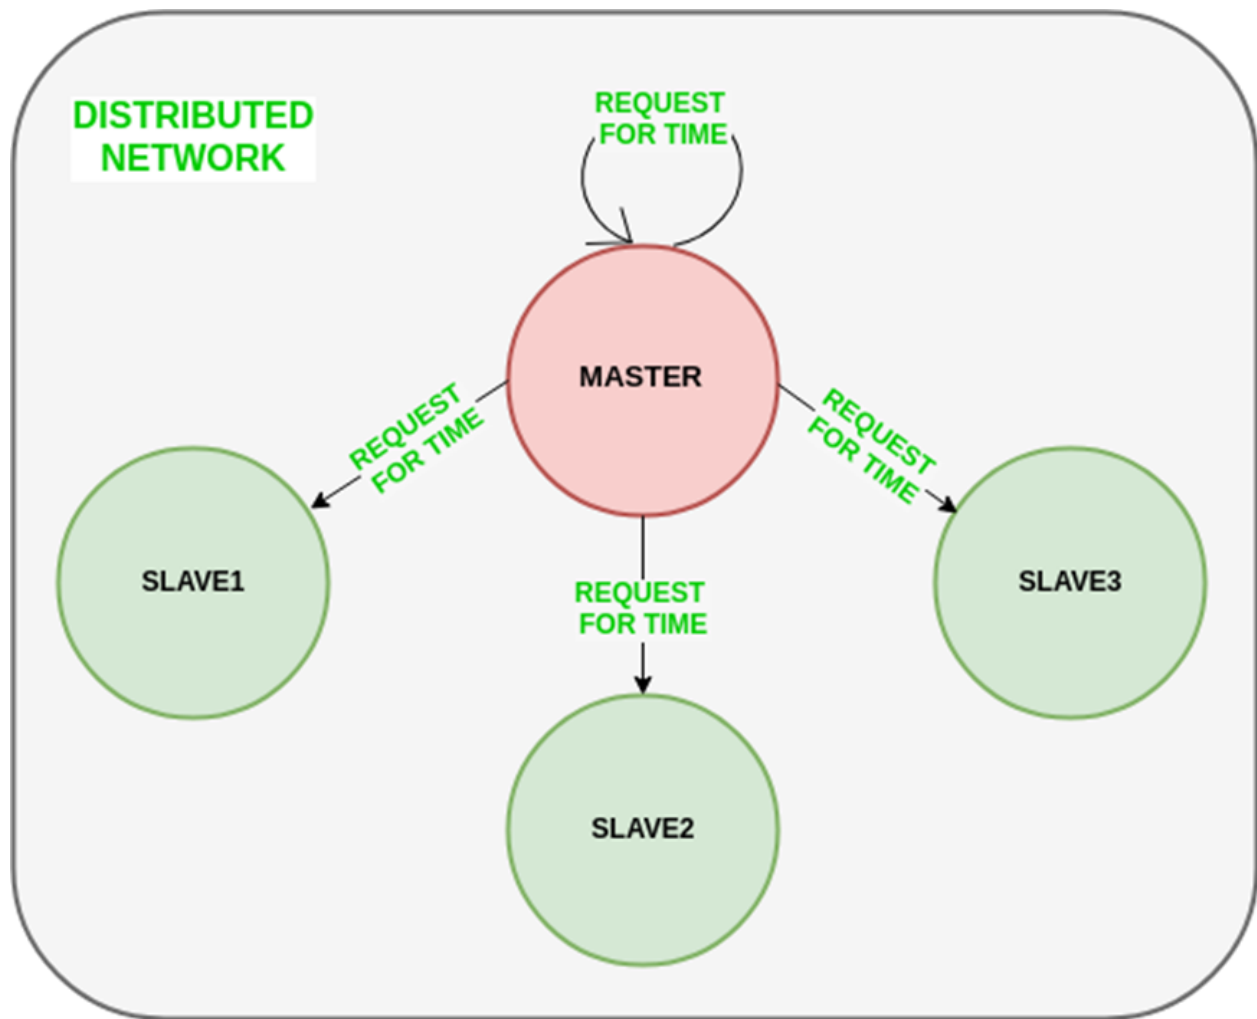 DISTRIBUTED
NETWORK
REQUEST
FOR TIME
MASTER
REQUEST
FOR TIME
REQUEST
FOR TIME
SLAVE1
REQUEST
FOR TIME
SLAVE3
SLAVE2